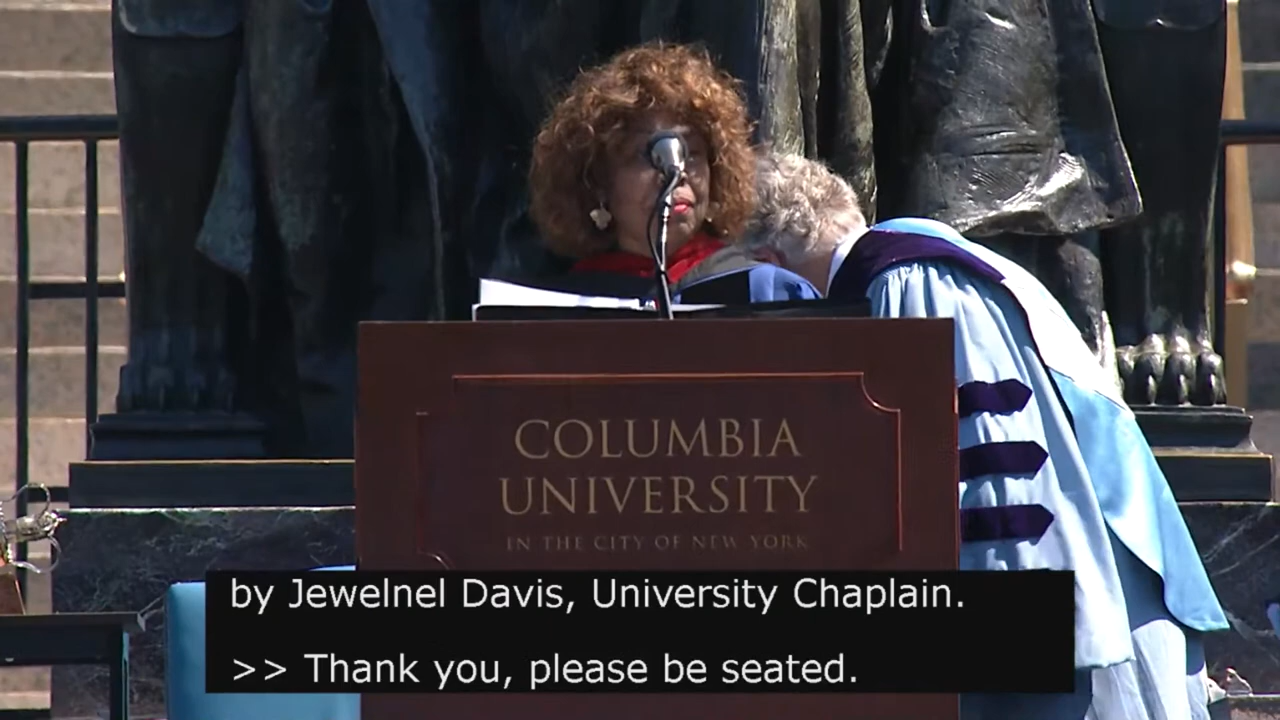 COLUMBIA
UNIVERSITY
IN THE CITY OF NEW YORK
by Jewelnel Davis, University Chaplain.
>> Thank you, please be seated.